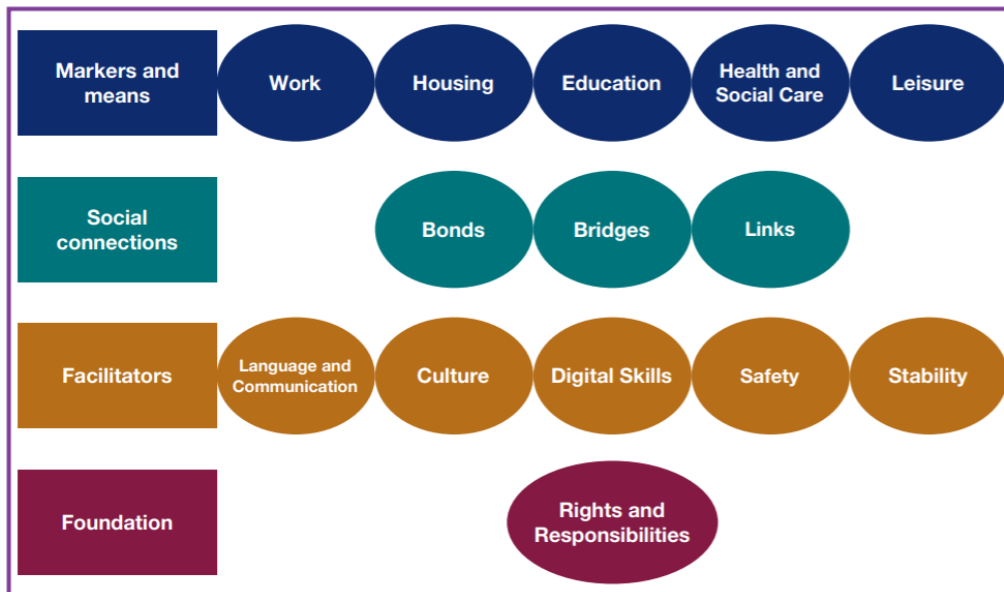 Markers and
means
Work
Housing
Education
Health and
Social Care
Leisure
Social
connections
Bonds
Bridges
Links
Facilitators
Language and
Communication
Culture
Digital Skills
Safety
Stability
Foundation
Rights and
Responsibilities